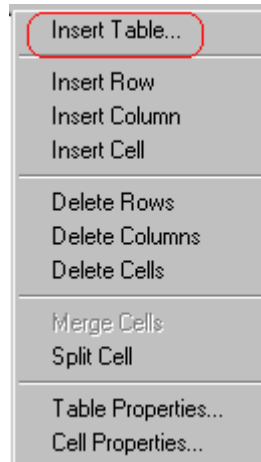 Insert Table...
Insert Row
Insert Column
Insert Cell
Delete Rows
Delete Columns
Delete Cells
Merge Cells
Split Cell
Table Properties...
Cell Properties...